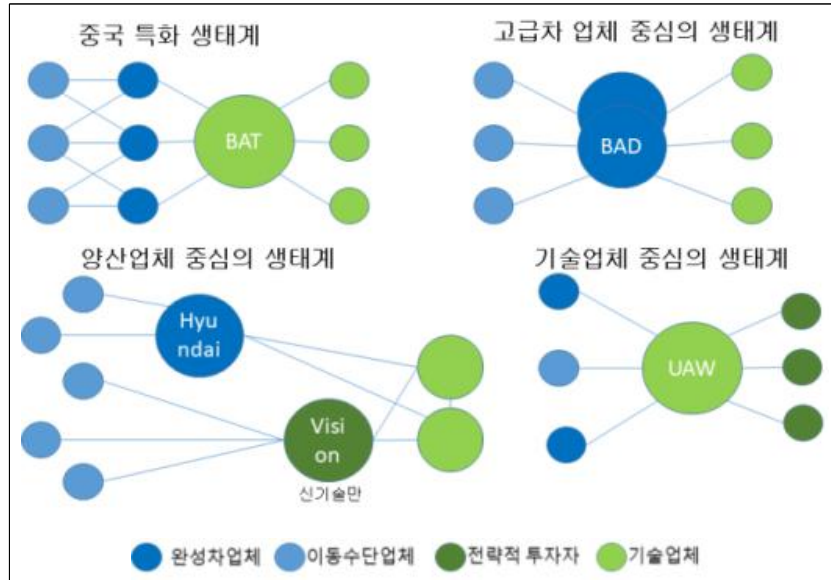 중국 특화 생태계
고급차 업체 중심의 생태계
BAT
BAD
양산업체 중심의 생태계
기술업체 중심의 생태계
Hyu
ndai
UAW
Visi
on
신기술만
완성차업체
이동수단업체
전략적 투자자
기술업체